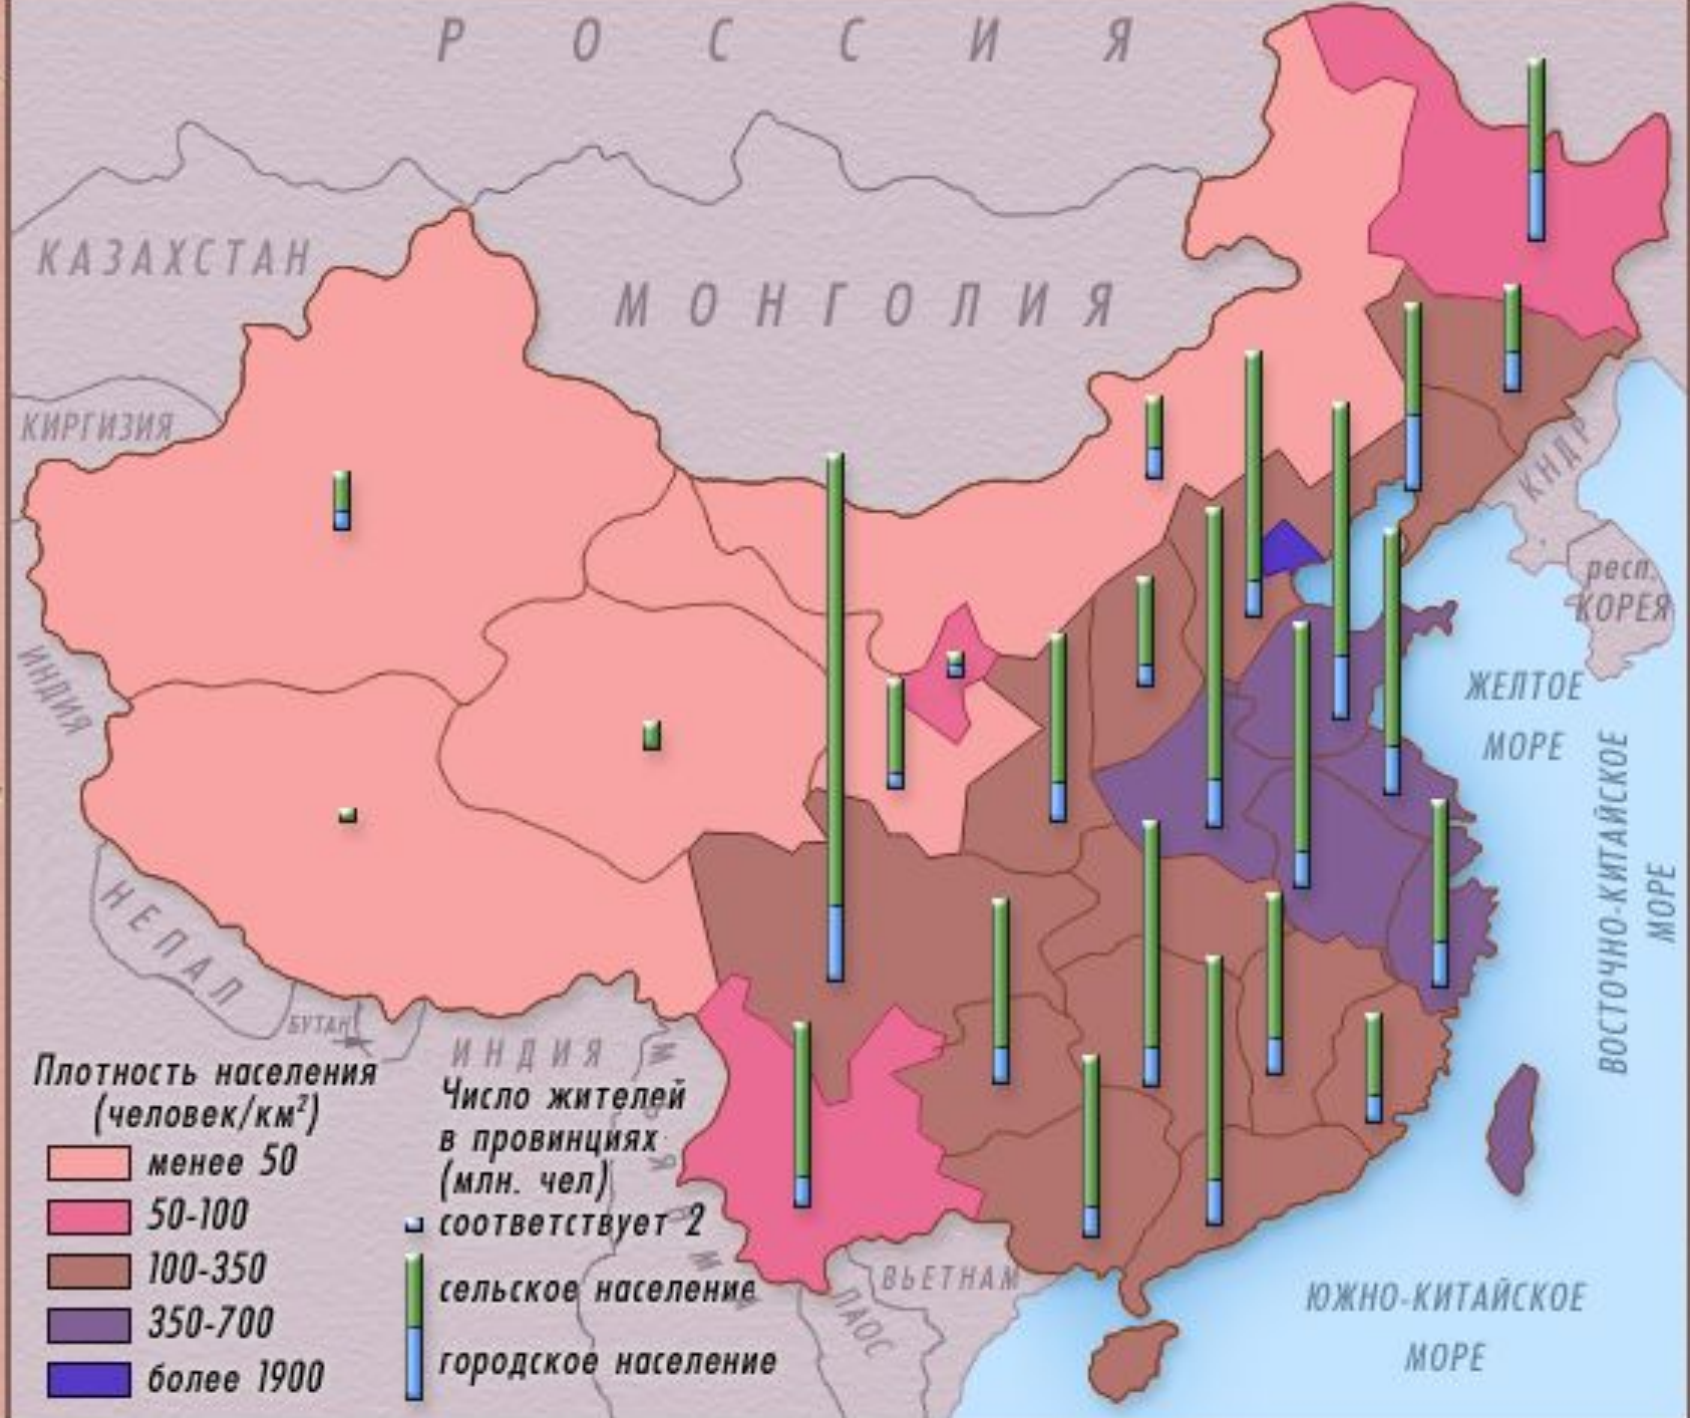 РОССИЯ
КАЗАХСТАН
МОНГОЛИЯ
КИРГИЗИЯ
КНДР
респ.
КОРЕЯ
ИНДИЯ
ЖЕЛТОЕ
МОРЕ
ВОСТОЧНО-КИТАЙСКОЕ
МОРЕ
НЕПАЛ
БУТАН
ИНДИЯ
Плотность населения
(человек/км²)
менее 50
50-100
100-350
350-700
более 1900
Число жителей
в провинциях
(млн. чел)
соответствует 2
сельское население
городское население
ВЬЕТНАМ
ЛАОС
ЮЖНО-КИТАЙСКОЕ
МОРЕ